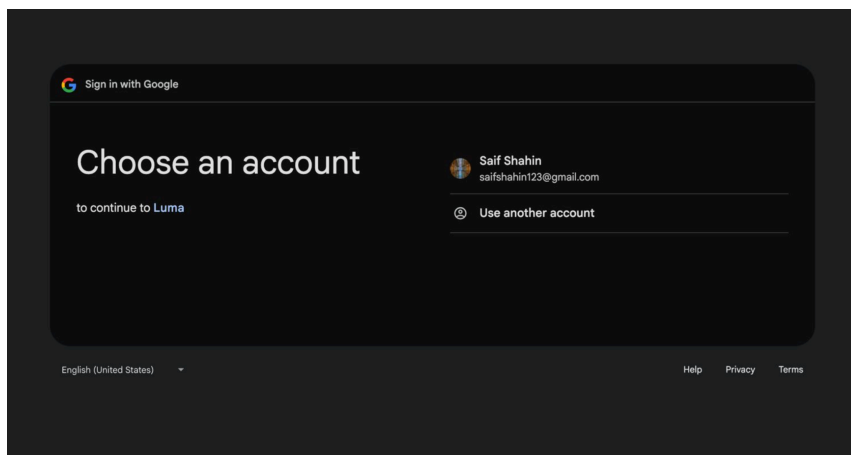 Sign in with Google
Choose an account
to continue to Luma
Saif Shahin
saifshahin123@gmail.com
Use another account
English (United States)
Help Privacy Terms